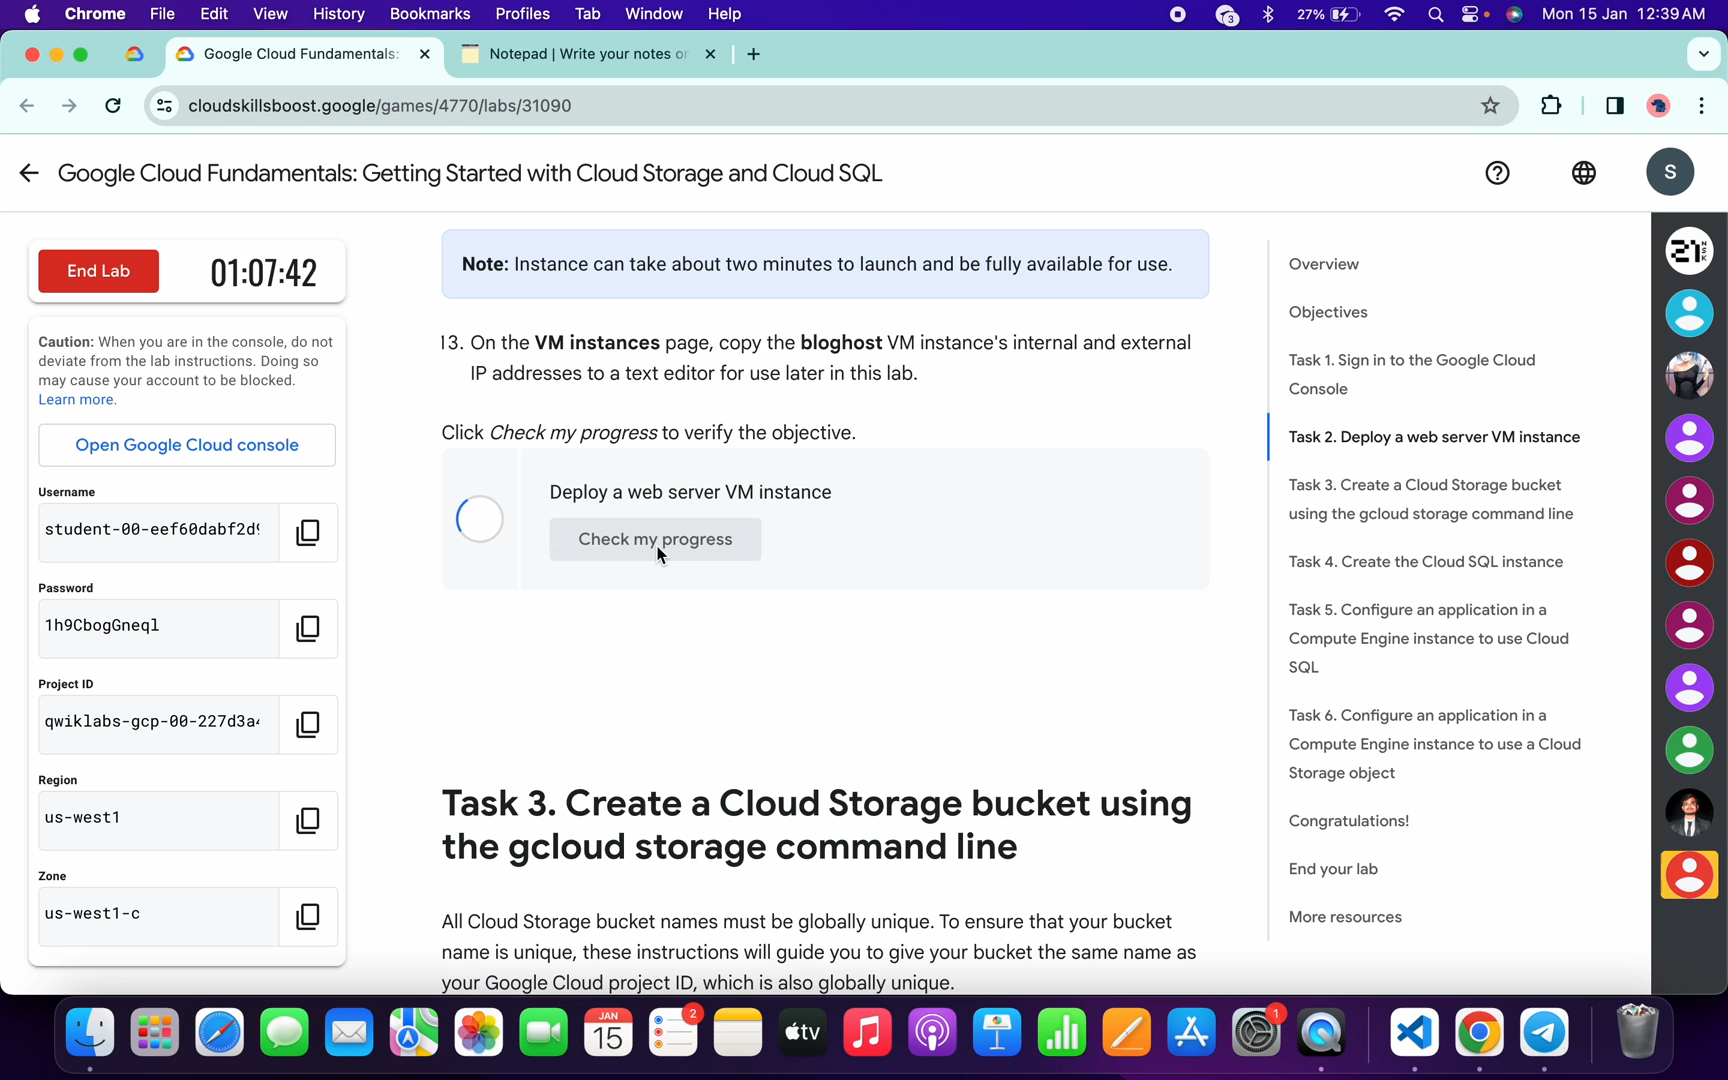 Chrome File Edit View History Bookmarks Profiles Tab Window Help 3 27% Mon 15 Jan 12:39 AM
Google Cloud Fundamentals: Notepad | Write your notes on
cloudskillsboost.google/games/4770/labs/31090
Google Cloud Fundamentals: Getting Started with Cloud Storage and Cloud SQL
S
End Lab 01:07:42
Caution: When you are in the console, do not
deviate from the lab instructions. Doing so
may cause your account to be blocked.
Learn more.
Open Google Cloud console
Username
student-00-eef60dabf2d9
Password
1h9CbogGneql
Project ID
qwiklabs-gcp-00-227d3a4
Region
us-west1
Zone
us-west1-c
Note: Instance can take about two minutes to launch and be fully available for use.
13. On the VM instances page, copy the bloghost VM instance's internal and external
IP addresses to a text editor for use later in this lab.
Click Check my progress to verify the objective.
Deploy a web server VM instance
Check my progress
Task 3. Create a Cloud Storage bucket using
the gcloud storage command line
All Cloud Storage bucket names must be globally unique. To ensure that your bucket
name is unique, these instructions will guide you to give your bucket the same name as
your Google Cloud project ID, which is also globally unique.
Overview
Objectives
Task 1. Sign in to the Google Cloud
Console
Task 2. Deploy a web server VM instance
Task 3. Create a Cloud Storage bucket
using the gcloud storage command line
Task 4. Create the Cloud SQL instance
Task 5. Configure an application in a
Compute Engine instance to use Cloud
SQL
Task 6. Configure an application in a
Compute Engine instance to use a Cloud
Storage object
Congratulations!
End your lab
More resources
JAN
15
2
tv
1